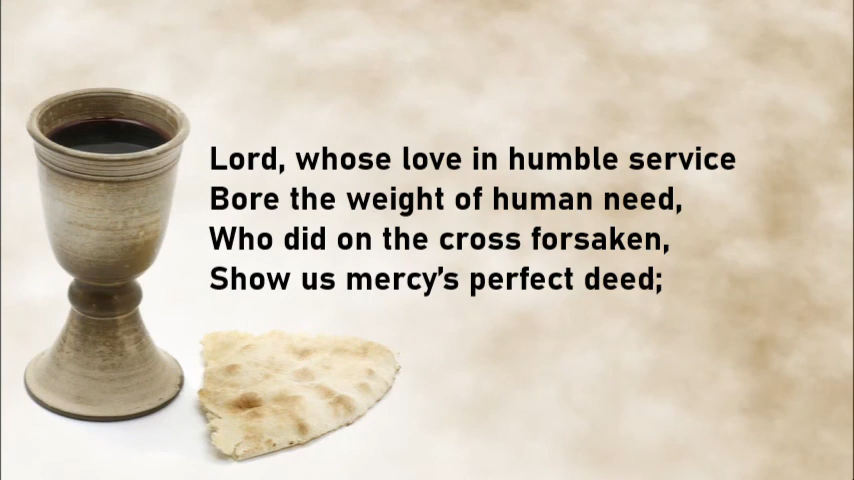 Lord, whose love in humble service
Bore the weight of human need,
Who did on the cross forsaken,
Show us mercy’s perfect deed;